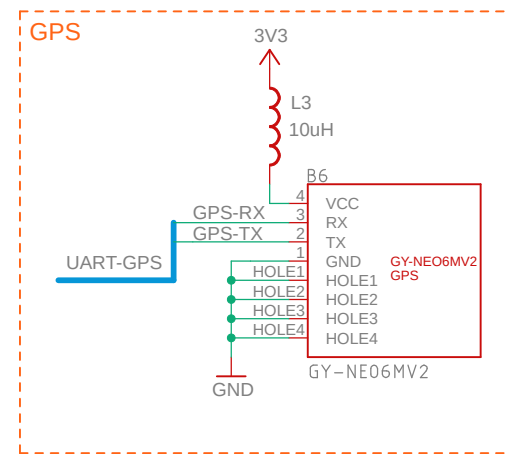 GPS
3V3
L3
10uH
B6
4 VCC
GPS-RX 3 RX
GPS-TX 2 TX
UART-GPS
1 GND
GY-NEO6MV2
GPS
HOLE1 HOLE1
HOLE2 HOLE2
HOLE3 HOLE3
HOLE4 HOLE4
GY-NE06MV2
GND